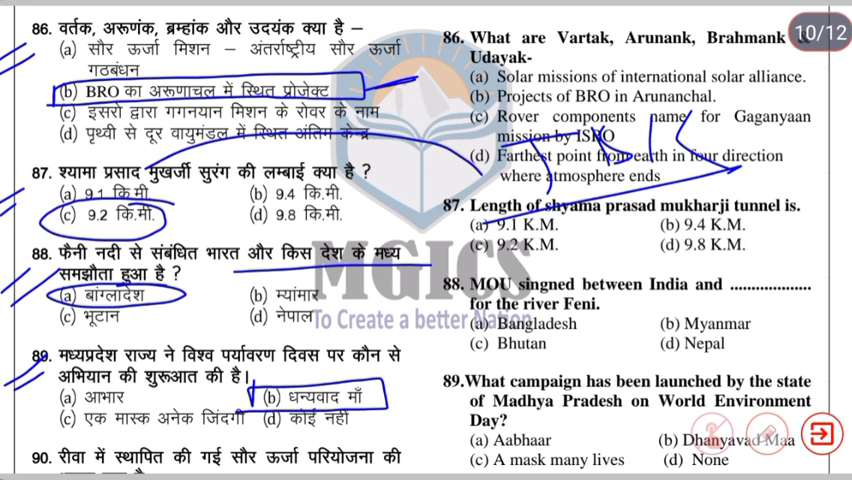 86. वर्तक, अरूणंक, ब्रम्हांक और उदयंक क्या है –
(a) सौर ऊर्जा मिशन – अंतर्राष्ट्रीय सौर ऊर्जा
गठबंधन
(b) BRO का अरूणाचल में स्थित प्रोजेक्ट
(c) इसरो द्वारा गगनयान मिशन के रोवर के नाम
(d) पृथ्वी से दूर वायुमंडल में स्थित अंतिम केन्द्र
87. श्यामा प्रसाद मुखर्जी सुरंग की लम्बाई क्या है ?
(a) 9.1 कि.मी. (b) 9.4 कि.मी.
(c) 9.2 कि.मी. (d) 9.8 कि.मी.
88. फैनी नदी से संबंधित भारत और किस देश के मध्य
समझौता हुआ है ?
(a) बांग्लादेश (b) म्यांमार
(c) भूटान (d) नेपाल
89. मध्यप्रदेश राज्य ने विश्व पर्यावरण दिवस पर कौन से
अभियान की शुरूआत की है।
(a) आभार (b) धन्यवाद माँ
(c) एक मास्क अनेक जिंदगी (d) कोई नहीं
90. रीवा में स्थापित की गई सौर ऊर्जा परियोजना की
86. What are Vartak, Arunank, Brahmank &
Udayak-
(a) Solar missions of international solar alliance.
(b) Projects of BRO in Arunanchal.
(c) Rover components name for Gaganyaan
mission by ISRO
(d) Farthest point from earth in four direction
where atmosphere ends
87. Length of shyama prasad mukharji tunnel is.
(a) 9.1 K.M. (b) 9.4 K.M.
(c) 9.2 K.M. (d) 9.8 K.M.
88. MOU singned between India and ...................
for the river Feni.
(a) Bangladesh (b) Myanmar
(c) Bhutan (d) Nepal
89.What campaign has been launched by the state
of Madhya Pradesh on World Environment
Day?
(a) Aabhaar (b) Dhanyavad Maa
(c) A mask many lives (d) None
10/12
MGICS
To Create a better Nation